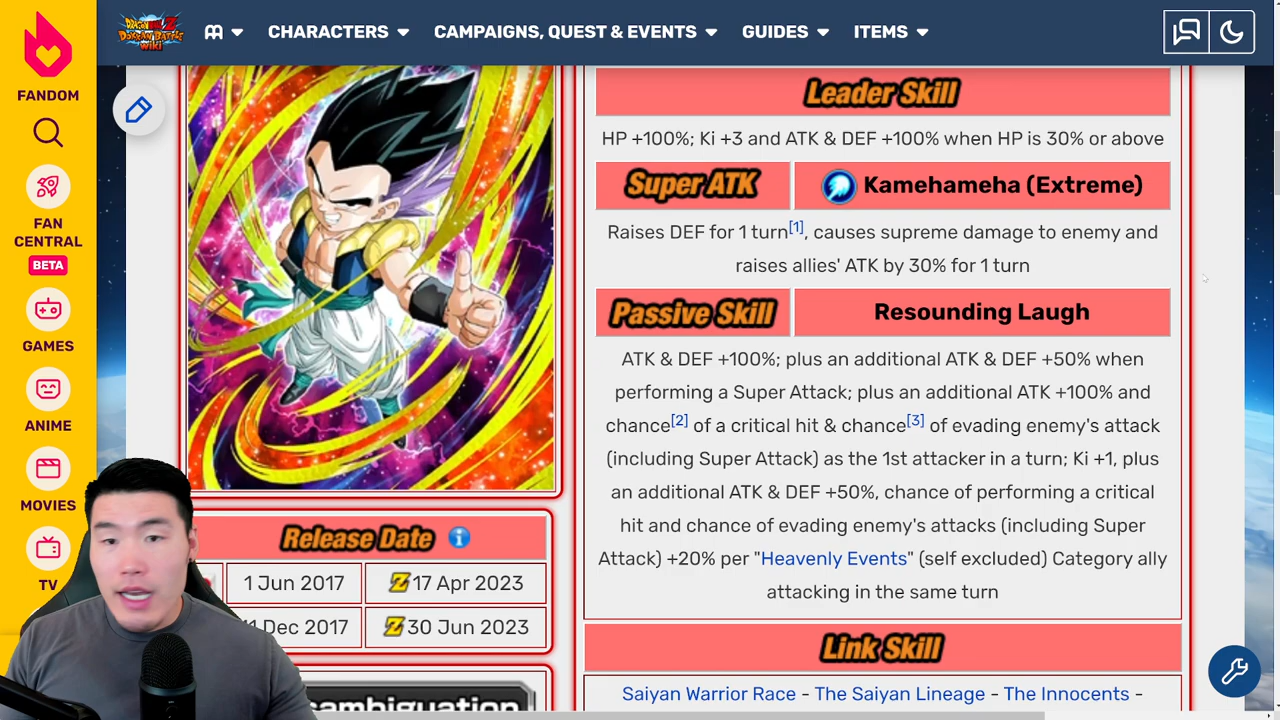 DRAGONBALL Z
DOKKAN BATTLE
WIKI
CHARACTERS
CAMPAIGNS, QUEST & EVENTS
GUIDES
ITEMS
FANDOM
FAN
CENTRAL
BETA
GAMES
ANIME
MOVIES
TV
Leader Skill
HP +100%; Ki +3 and ATK & DEF +100% when HP is 30% or above
Super ATK
Kamehameha (Extreme)
Raises DEF for 1 turn[1], causes supreme damage to enemy and
raises allies' ATK by 30% for 1 turn
Passive Skill
Resounding Laugh
ATK & DEF +100%; plus an additional ATK & DEF +50% when
performing a Super Attack; plus an additional ATK +100% and
chance[2] of a critical hit & chance[3] of evading enemy's attack
(including Super Attack) as the 1st attacker in a turn; Ki +1, plus
an additional ATK & DEF +50%, chance of performing a critical
hit and chance of evading enemy's attacks (including Super
Attack) +20% per "Heavenly Events" (self excluded) Category ally
attacking in the same turn
Link Skill
Saiyan Warrior Race - The Saiyan Lineage - The Innocents -
Release Date
1 Jun 2017
Z 17 Apr 2023
Dec 2017
Z 30 Jun 2023